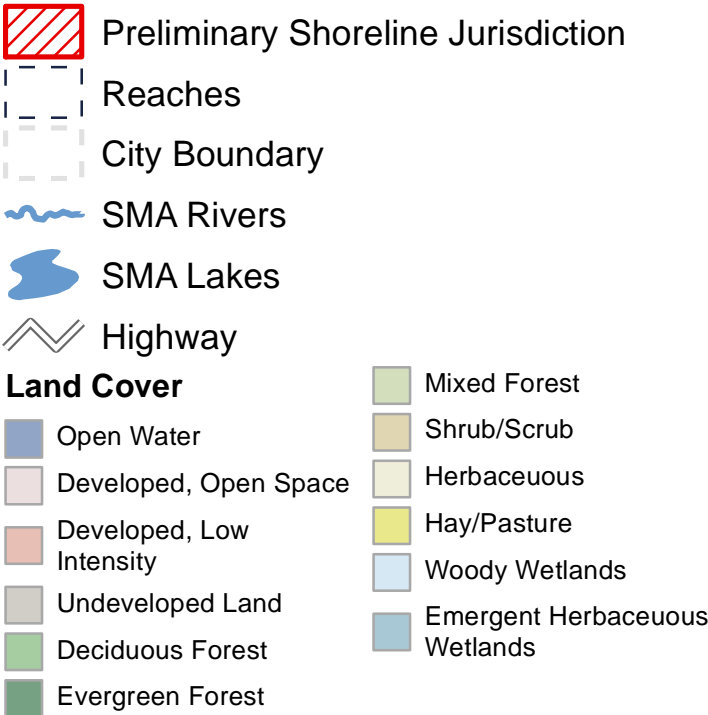 Preliminary Shoreline Jurisdiction
Reaches
City Boundary
SMA Rivers
SMA Lakes
Highway
Land Cover
Open Water
Developed, Open Space
Developed, Low
Intensity
Undeveloped Land
Deciduous Forest
Evergreen Forest
Mixed Forest
Shrub/Scrub
Herbaceuous
Hay/Pasture
Woody Wetlands
Emergent Herbaceuous
Wetlands